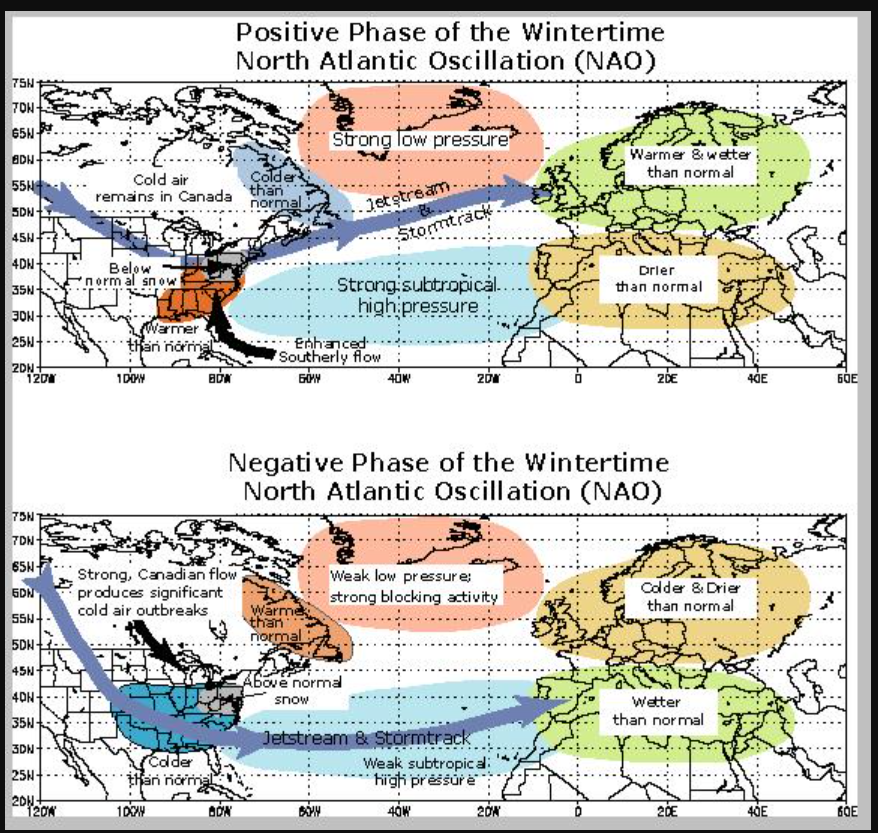 Positive Phase of the Wintertime
North Atlantic Oscillation (NAO)
75N
70N
65N
60N
55N
50N
45N
40N
35N
30N
25N
20N
Strong low pressure
Warmer & wetter
than normal
Colder
than
normal
Cold air
remains in Canada
Jetstream
&
Stormtrack
Below
normal snow
Strong subtropical
high pressure
Drier
than normal
Warmer
than normal
Enhanced
Southerly flow
120W 100W 80W 60W 40W 20W 0 20E 40E 60E
Negative Phase of the Wintertime
North Atlantic Oscillation (NAO)
75N
70N
65N
60N
55N
50N
45N
40N
35N
30N
25N
20N
Strong, Canadian flow
produces significant
cold air outbreaks
Weak low pressure;
strong blocking activity
Colder & Drier
than normal
Warmer
than
normal
Above normal
snow
Wetter
than normal
Jetstream & Stormtrack
Colder
than normal
Weak subtropical
high pressure
120W 100W 80W 60W 40W 20W 0 20E 40E 60E